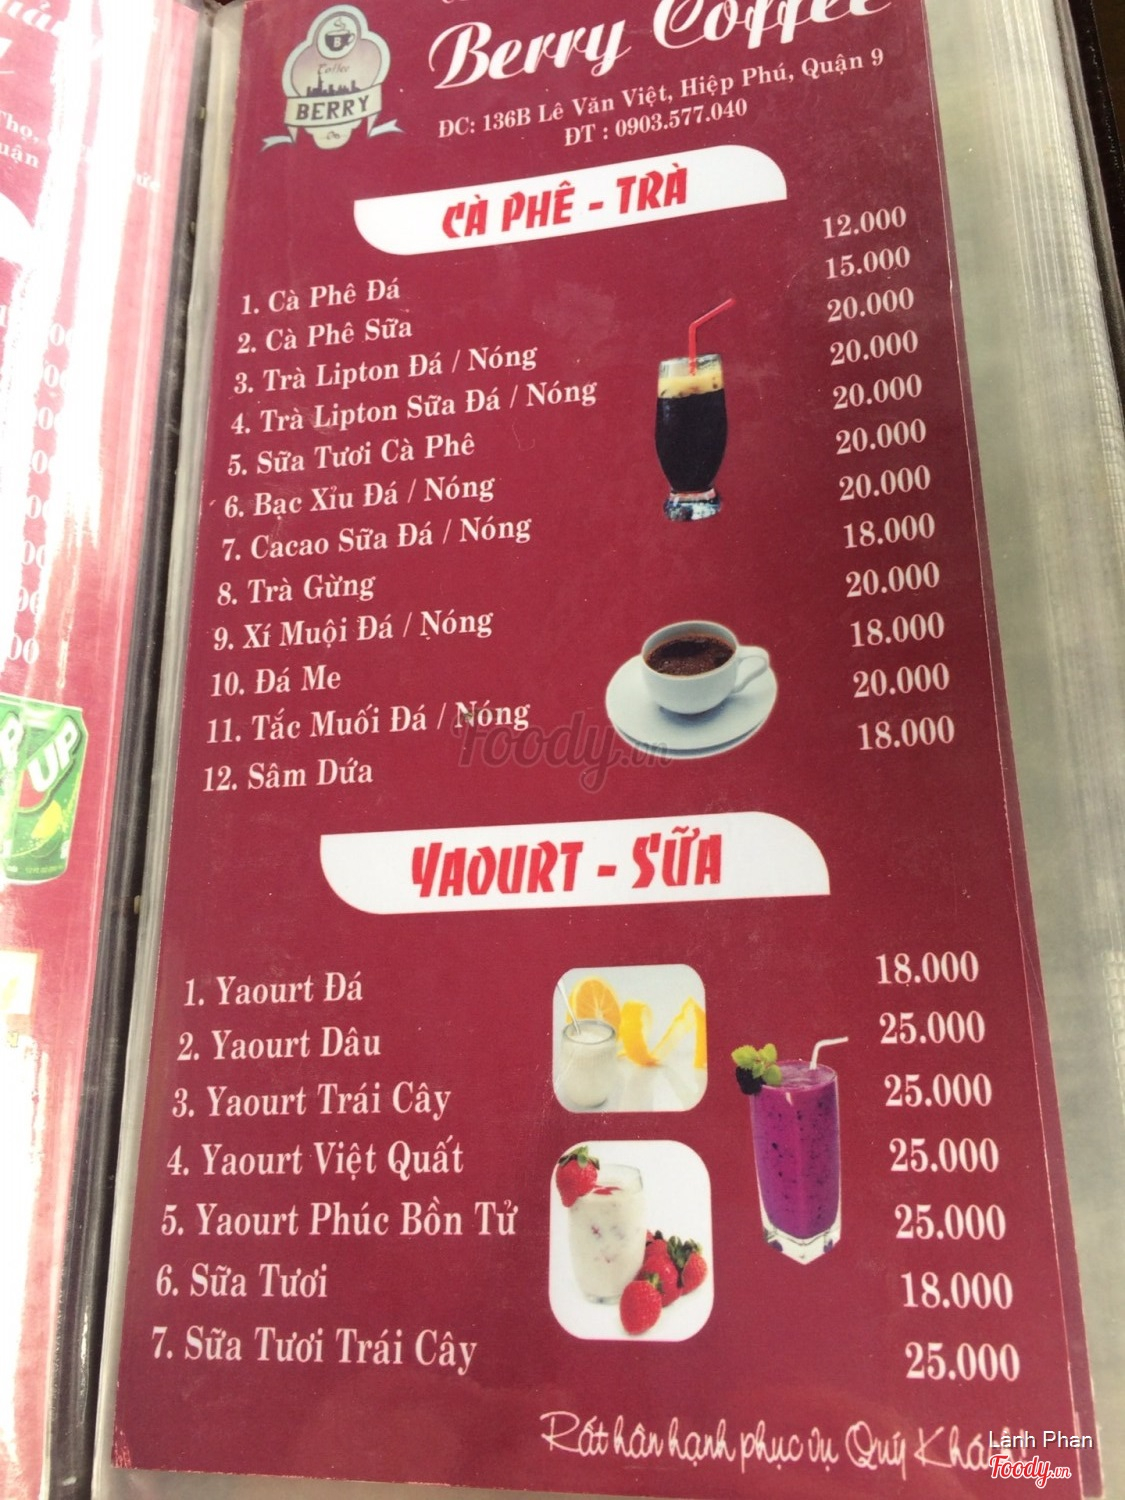 Berry Coffee
Coffee
BERRY
ĐC: 136B Lê Văn Việt, Hiệp Phú, Quận 9
ĐT : 0903.577.040
CÀ PHÊ - TRÀ
1. Cà Phê Đá 12.000
2. Cà Phê Sữa 15.000
3. Trà Lipton Đá / Nóng 20.000
4. Trà Lipton Sữa Đá / Nóng 20.000
5. Sữa Tươi Cà Phê 20.000
6. Bạc Xỉu Đá / Nóng 20.000
7. Cacao Sữa Đá / Nóng 20.000
8. Trà Gừng 18.000
9. Xí Muội Đá / Nóng 20.000
10. Đá Me 18.000
11. Tắc Muối Đá / Nóng 20.000
12. Sâm Dứa 18.000
Foody.vn
YAOURT - SỮA
1. Yaourt Đá 18.000
2. Yaourt Dâu 25.000
3. Yaourt Trái Cây 25.000
4. Yaourt Việt Quất 25.000
5. Yaourt Phúc Bồn Tử 25.000
6. Sữa Tươi 18.000
7. Sữa Tươi Trái Cây 25.000
Rất hân hạnh phục vụ Quý
Lanh Phan
Foody.vn
UP